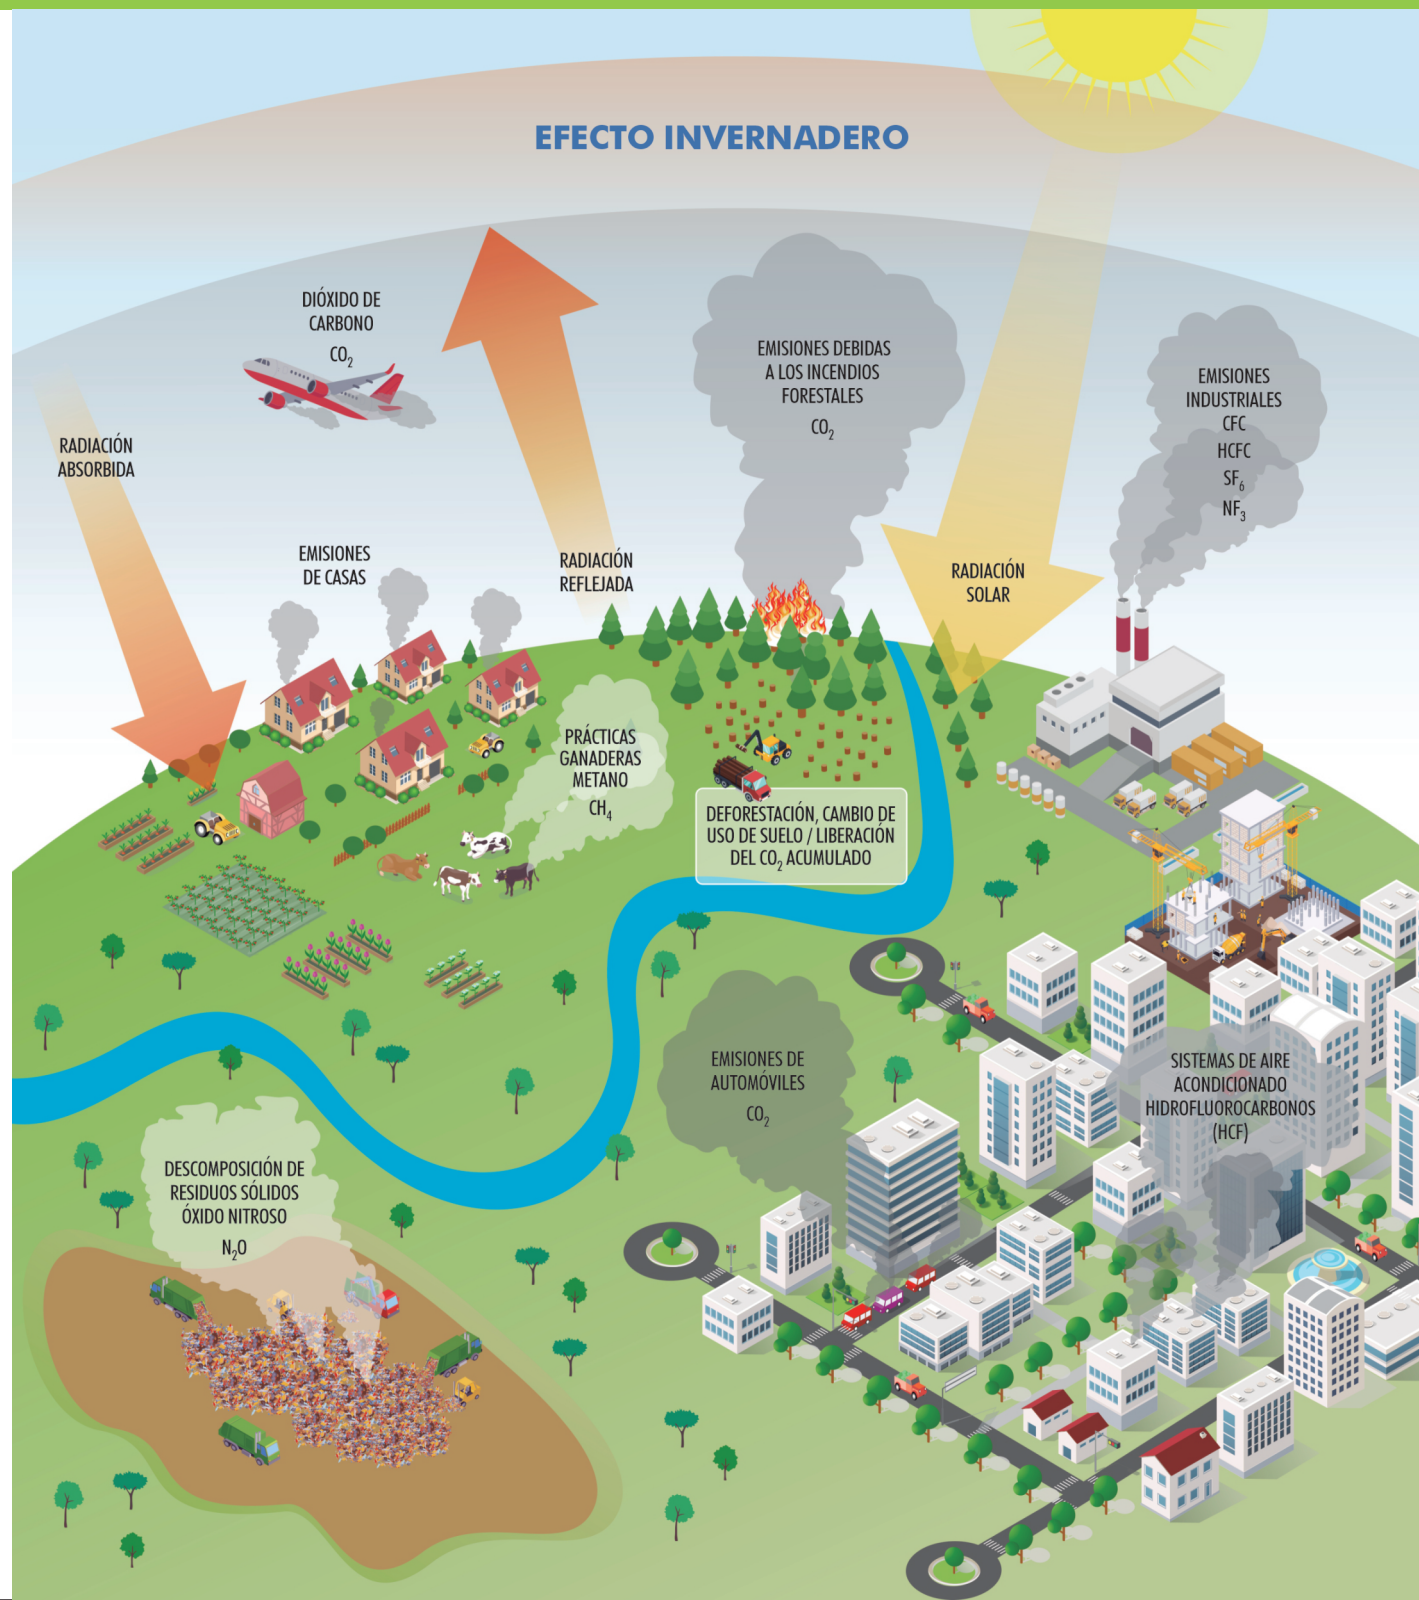 EFECTO INVERNADERO
DIÓXIDO DE
CARBONO
CO₂
EMISIONES DEBIDAS
A LOS INCENDIOS
FORESTALES
CO₂
EMISIONES
INDUSTRIALES
CFC
HCFC
SF₆
NF₃
RADIACIÓN
ABSORBIDA
EMISIONES
DE CASAS
RADIACIÓN
REFLEJADA
RADIACIÓN
SOLAR
PRÁCTICAS
GANADERAS
METANO
CH₄
DEFORESTACIÓN, CAMBIO DE
USO DE SUELO / LIBERACIÓN
DEL CO₂ ACUMULADO
EMISIONES DE
AUTOMÓVILES
CO₂
SISTEMAS DE AIRE
ACONDICIONADO
HIDROFLUOROCARBONOS
(HCF)
DESCOMPOSICIÓN DE
RESIDUOS SÓLIDOS
ÓXIDO NITROSO
N₂O